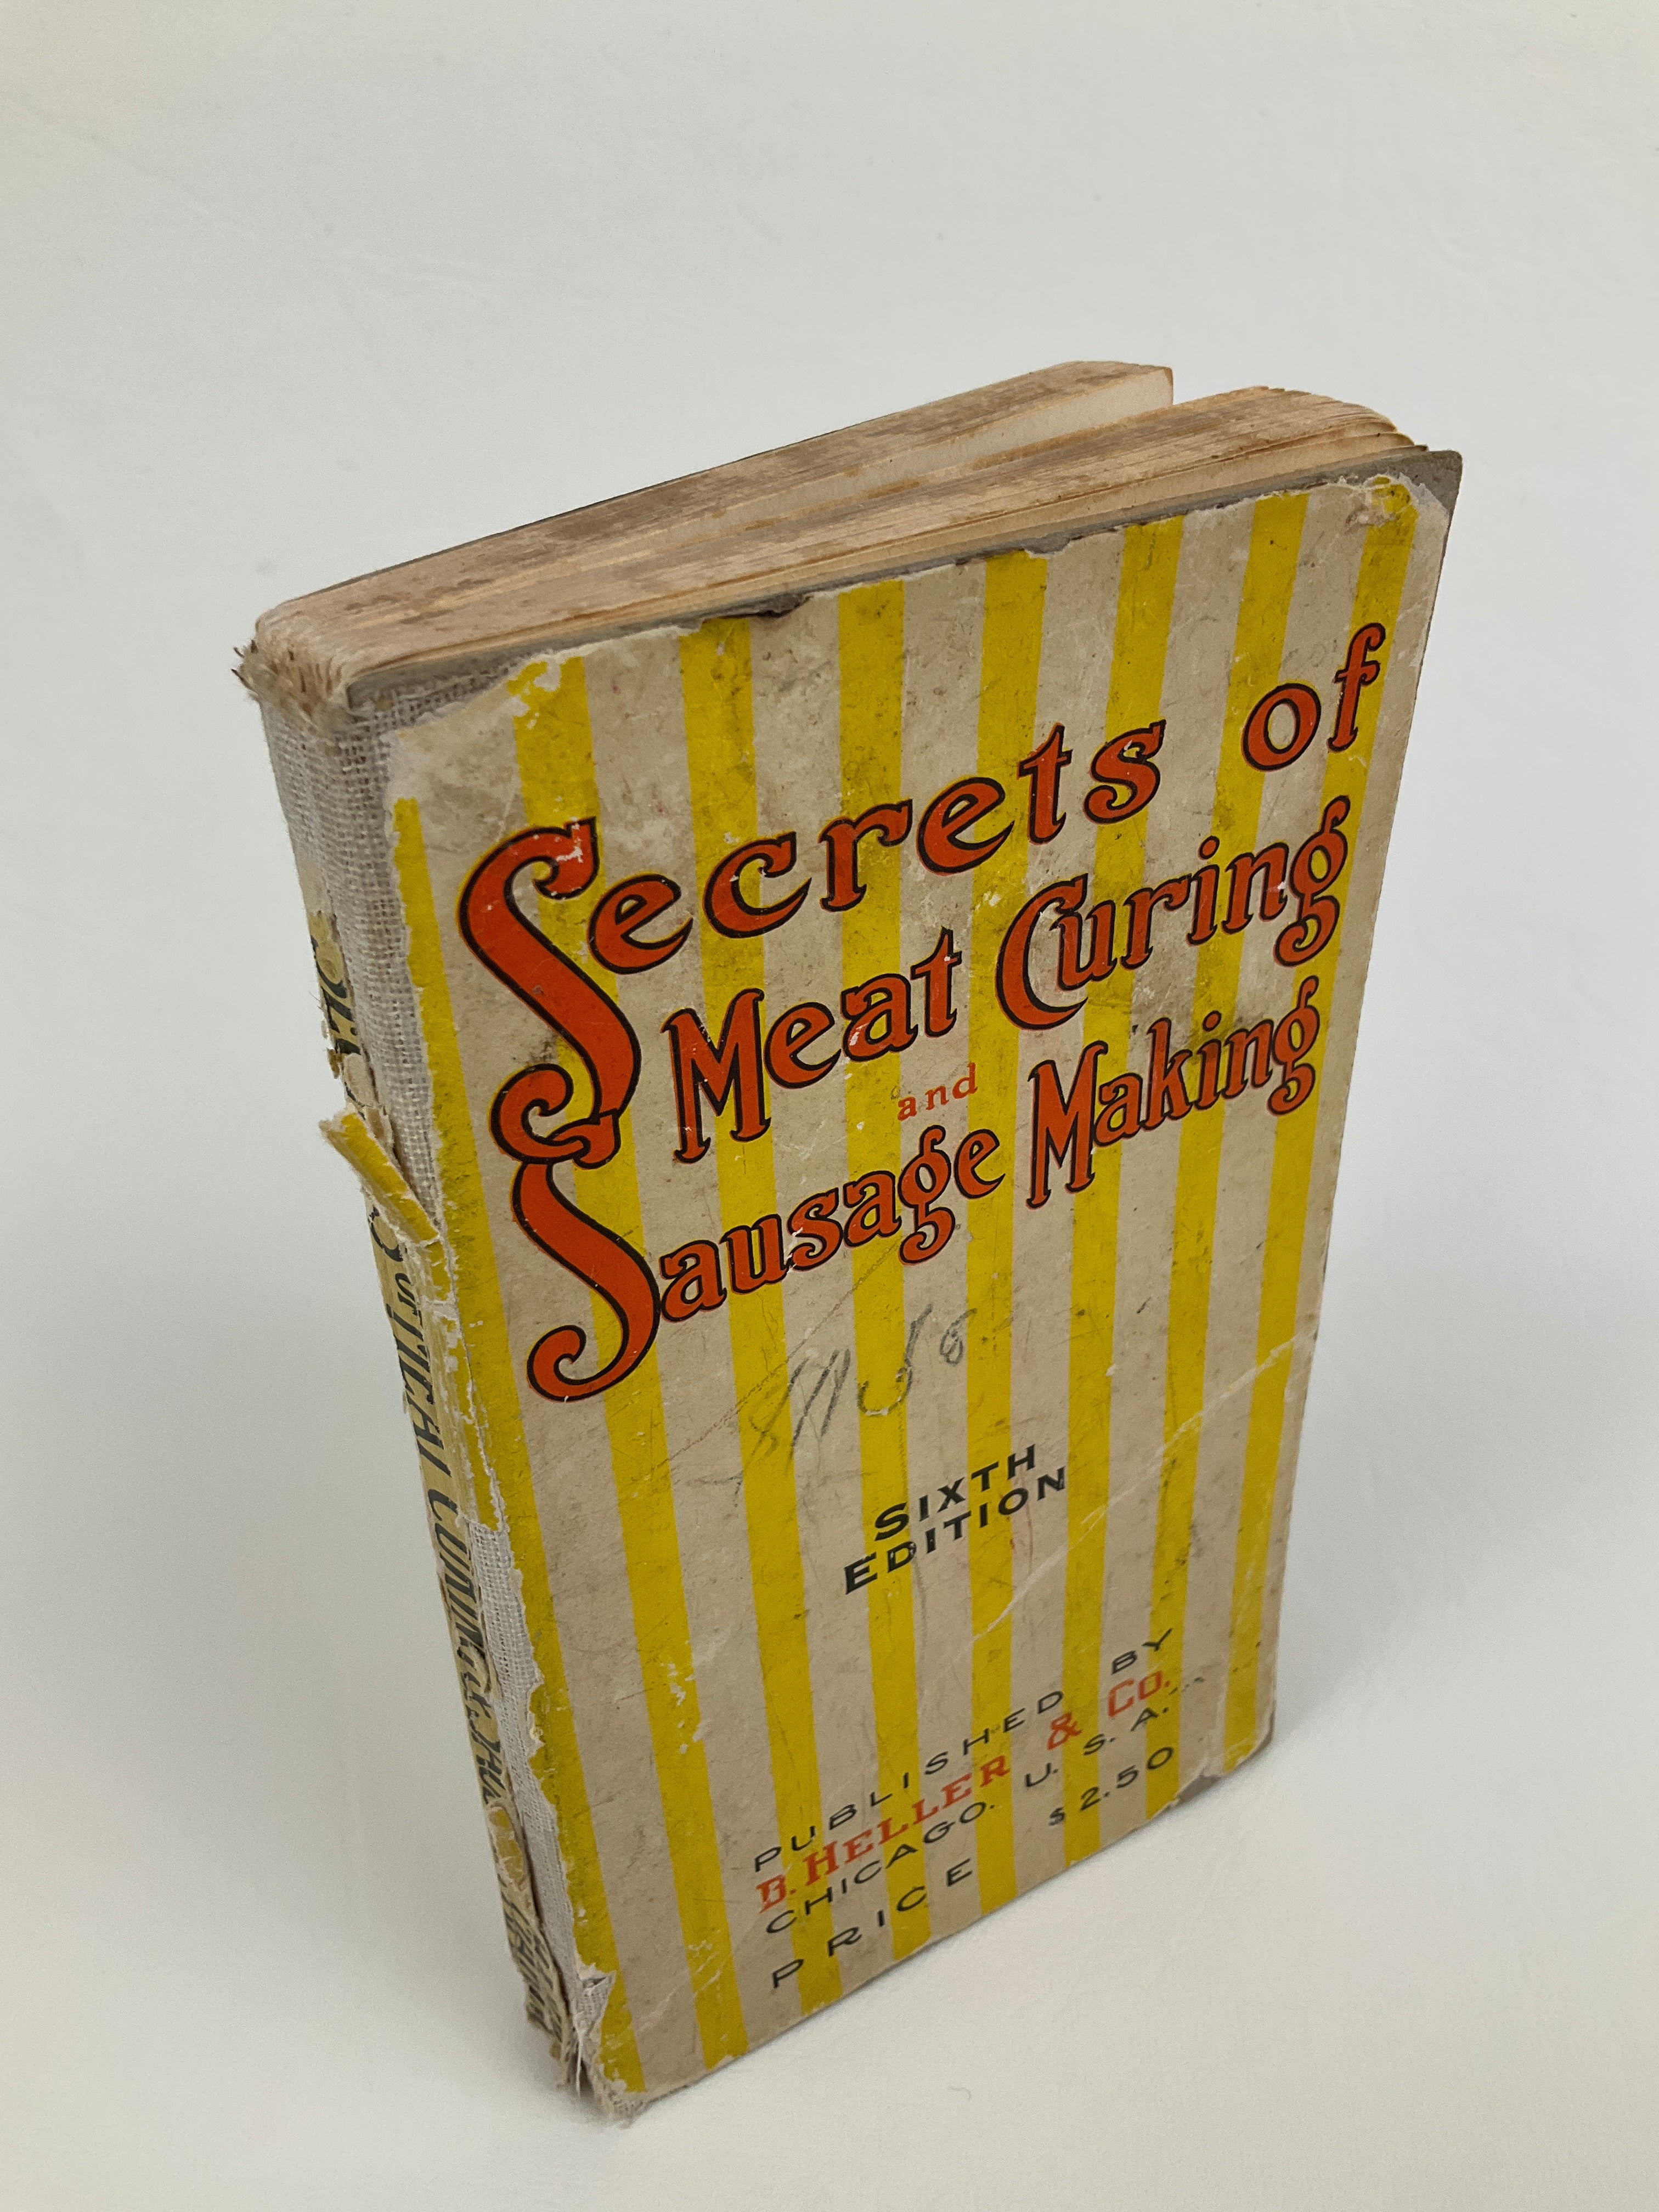 Secrets of
Meat Curing
and
Sausage Making
SIXTH
EDITION
PUBLISHED BY
B. HELLER & CO.
CHICAGO. U. S. A.
PRICE $2.50